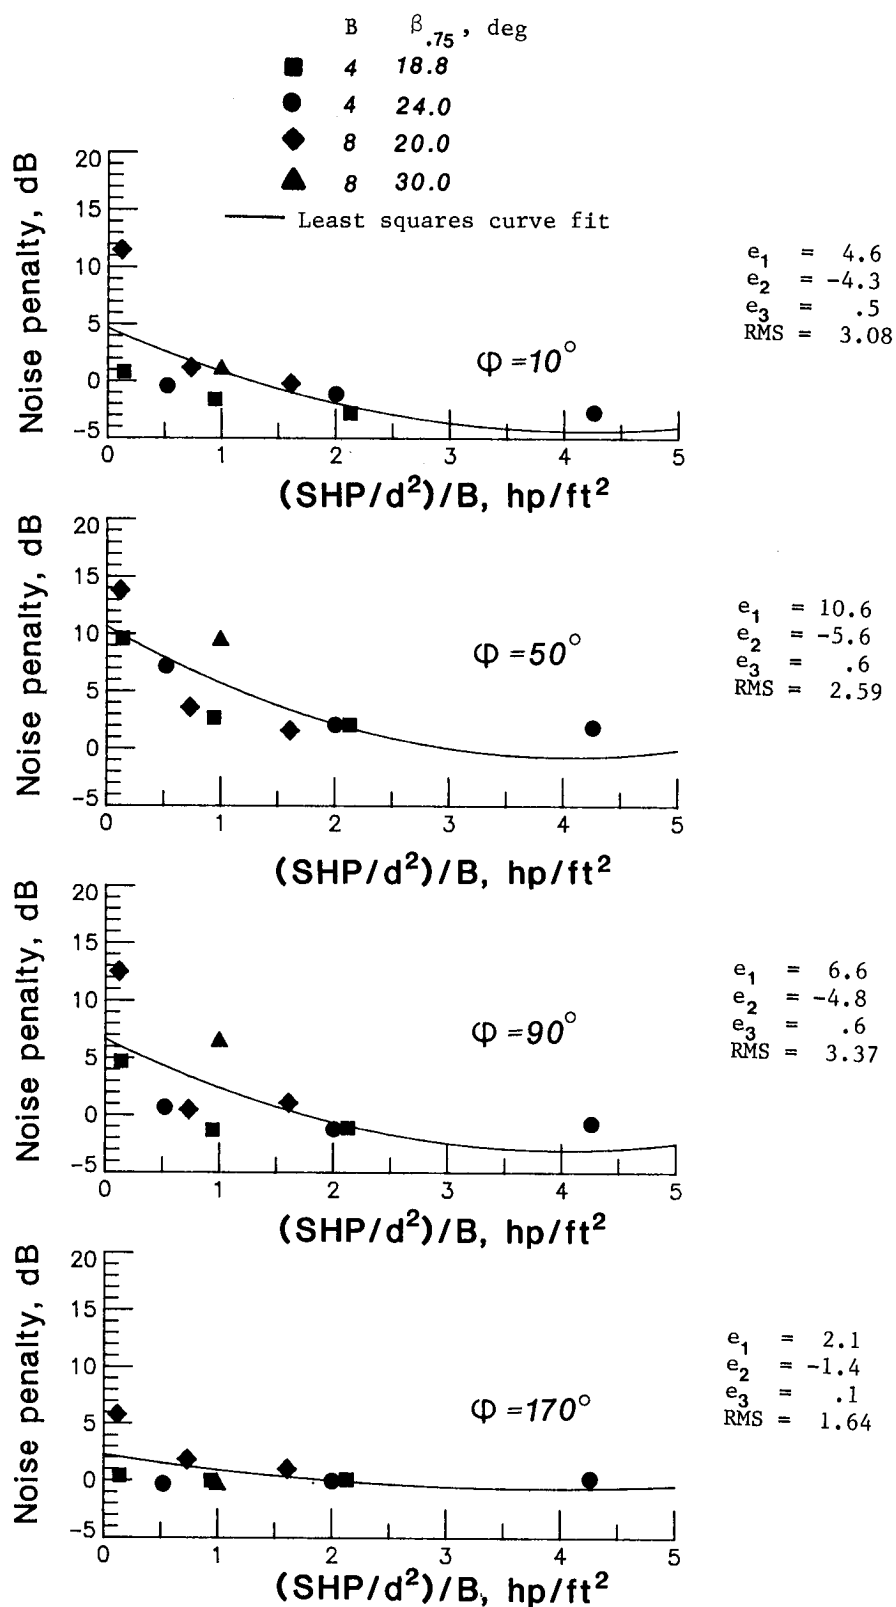 B β.75, deg
4 18.8
4 24.0
8 20.0
8 30.0
Least squares curve fit
Noise penalty, dB
20
15
10
5
0
-5
0 1 2 3 4 5
(SHP/d²)/B, hp/ft²
φ = 10°
e₁ = 4.6
e₂ = -4.3
e₃ = .5
RMS = 3.08
Noise penalty, dB
20
15
10
5
0
-5
0 1 2 3 4 5
(SHP/d²)/B, hp/ft²
φ = 50°
e₁ = 10.6
e₂ = -5.6
e₃ = .6
RMS = 2.59
Noise penalty, dB
20
15
10
5
0
-5
0 1 2 3 4 5
(SHP/d²)/B, hp/ft²
φ = 90°
e₁ = 6.6
e₂ = -4.8
e₃ = .6
RMS = 3.37
Noise penalty, dB
20
15
10
5
0
-5
0 1 2 3 4 5
(SHP/d²)/B, hp/ft²
φ = 170°
e₁ = 2.1
e₂ = -1.4
e₃ = .1
RMS = 1.64